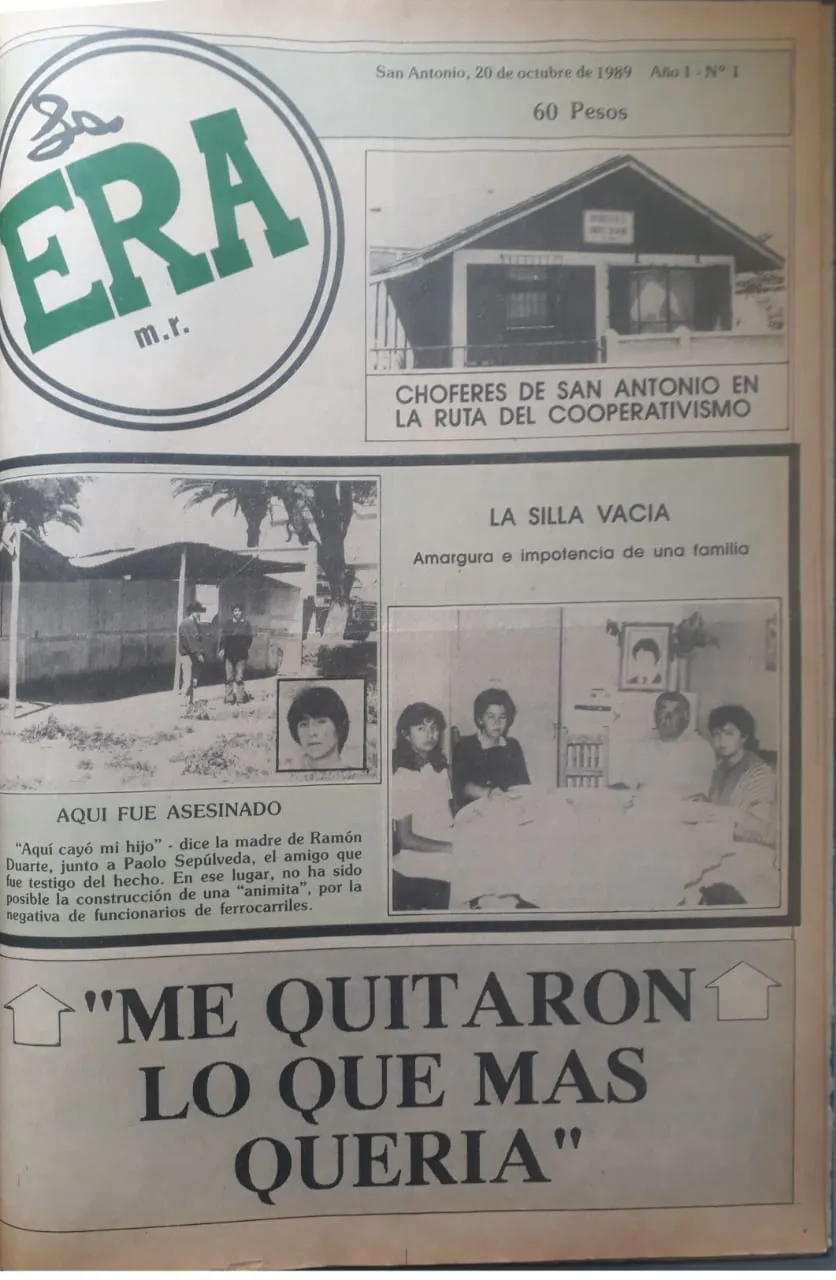 San Antonio, 20 de octubre de 1989 Año 1 - N° 1
60 Pesos
La
ERA
m.r.
CHOFERES DE SAN ANTONIO EN
LA RUTA DEL COOPERATIVISMO
LA SILLA VACIA
Amargura e impotencia de una familia
AQUI FUE ASESINADO
"Aquí cayó mi hijo" - dice la madre de Ramón
Duarte, junto a Paolo Sepúlveda, el amigo que
fue testigo del hecho. En ese lugar, no ha sido
posible la construcción de una "animita", por la
negativa de funcionarios de ferrocarriles.
"ME QUITARON
LO QUE MAS
QUERIA"